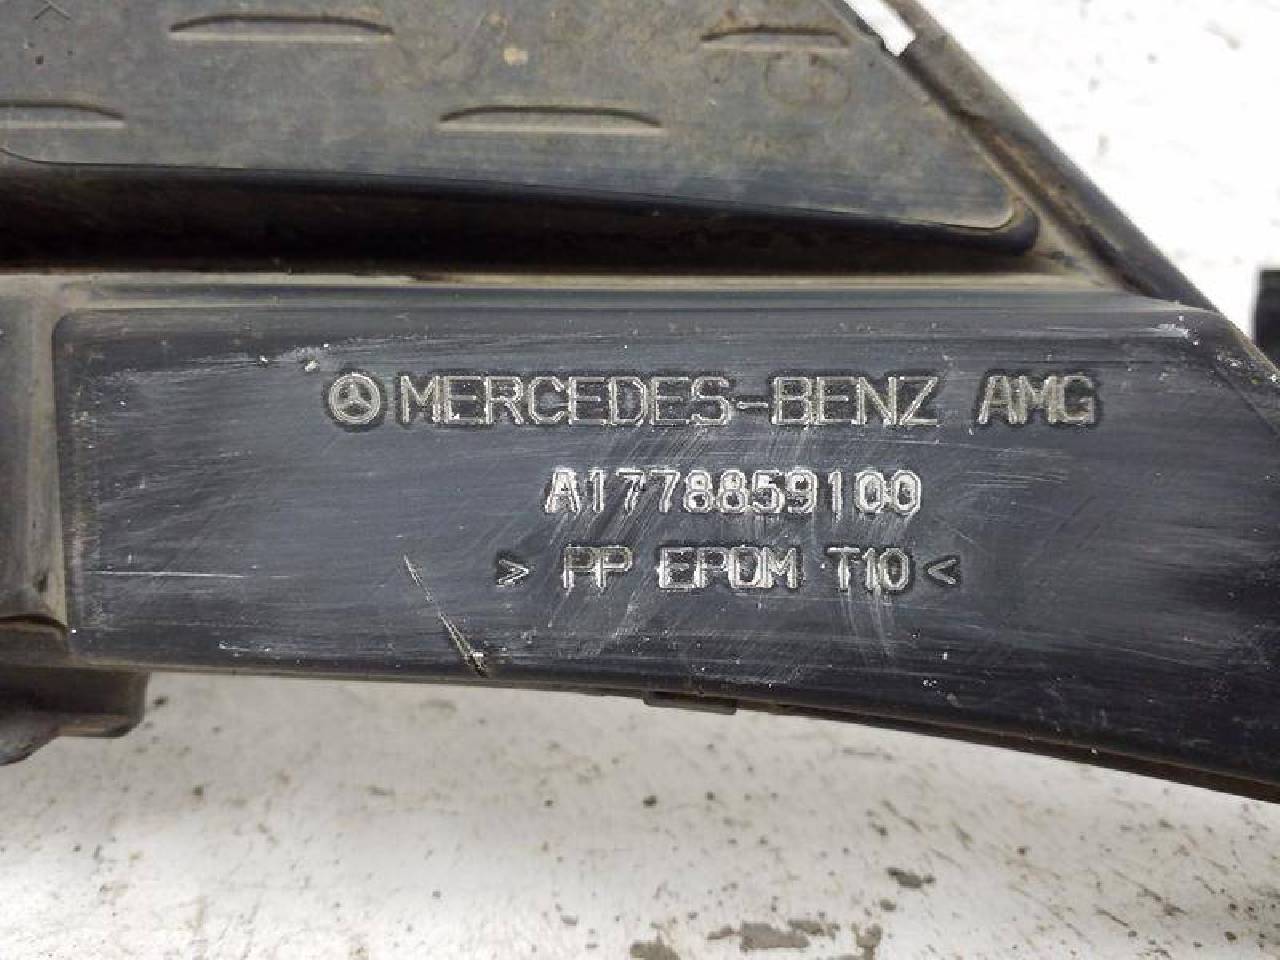 MERCEDES-BENZ AMG
A1778859100
> PP EPDM T10 <